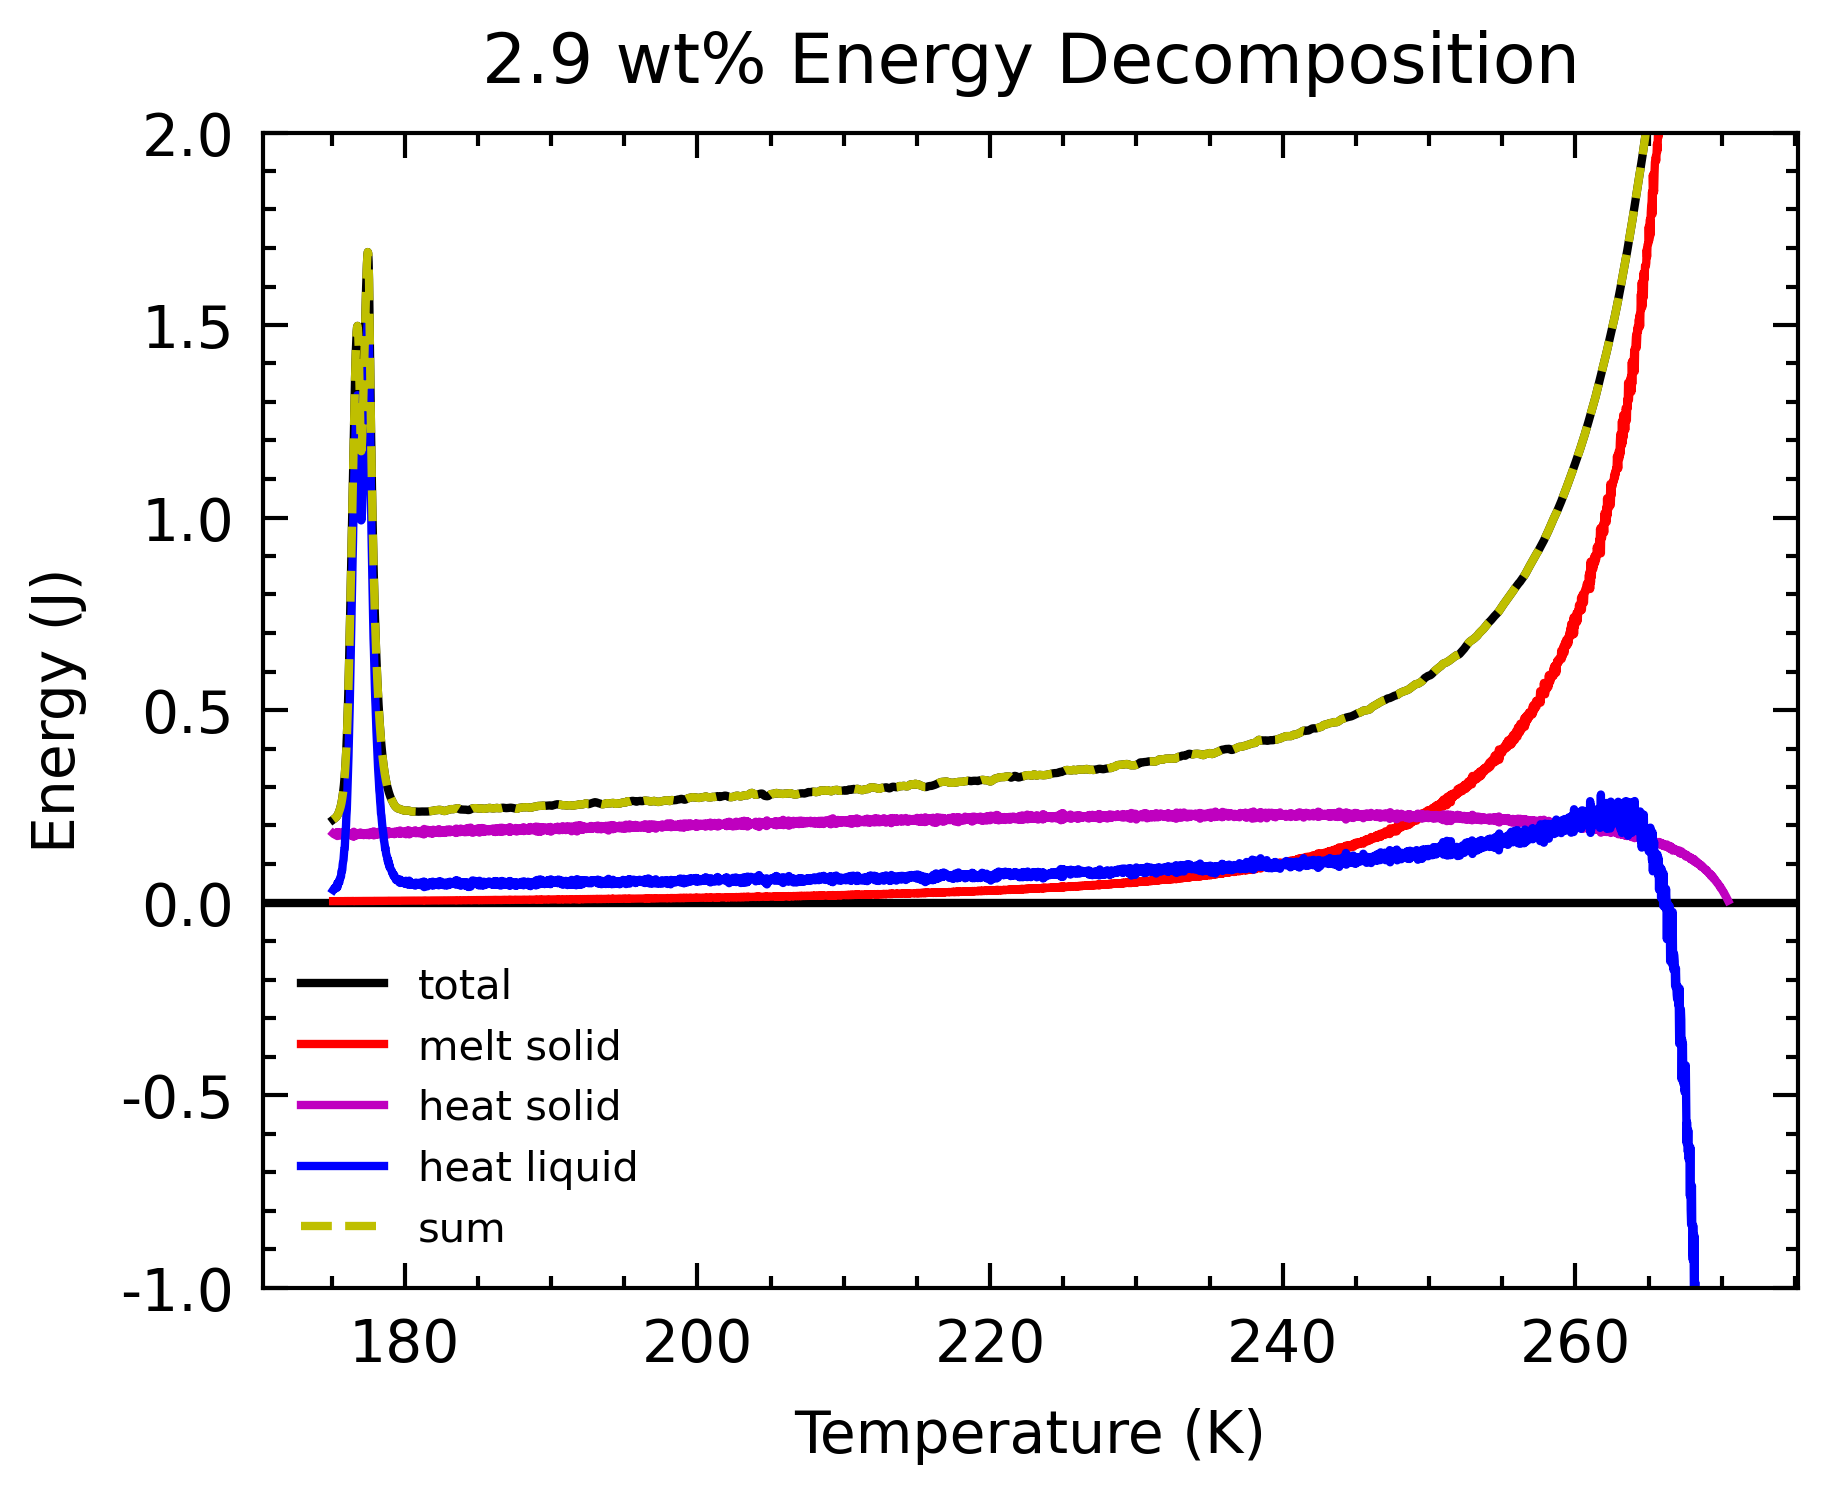 2.9 wt% Energy Decomposition
2.0
1.5
1.0
0.5
0.0
-0.5
-1.0
Energy (J)
total
melt solid
heat solid
heat liquid
sum
180 200 220 240 260
Temperature (K)